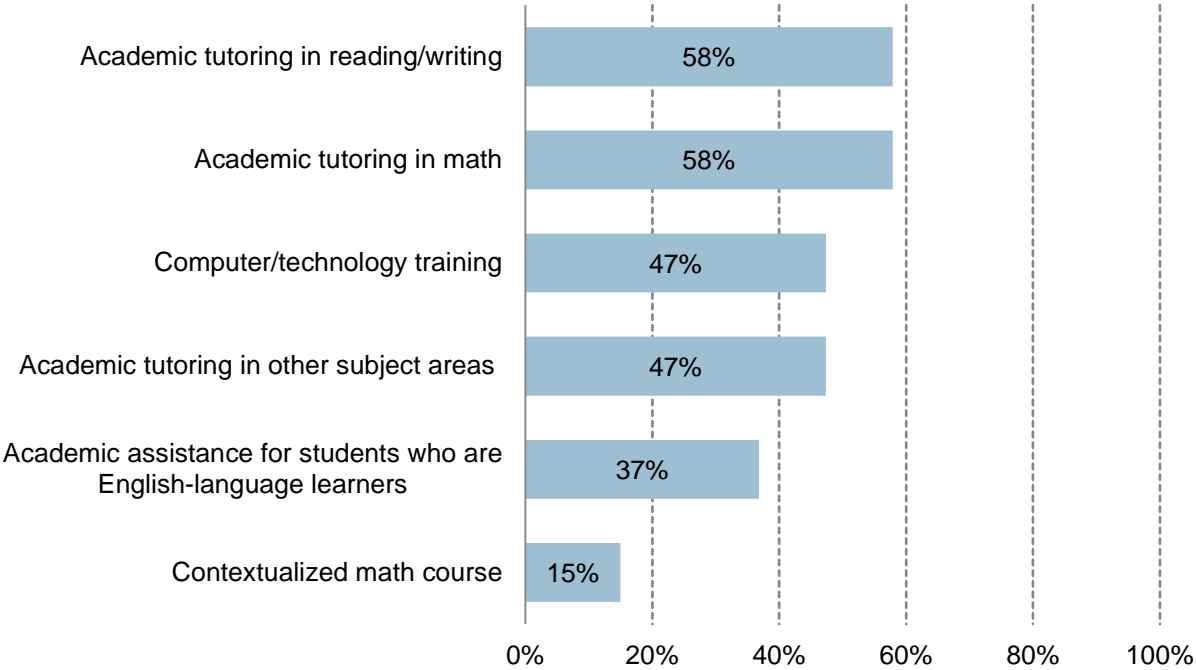 Academic tutoring in reading/writing
58%
Academic tutoring in math
58%
Computer/technology training
47%
Academic tutoring in other subject areas
47%
Academic assistance for students who are
English-language learners
37%
Contextualized math course
15%
0% 20% 40% 60% 80% 100%